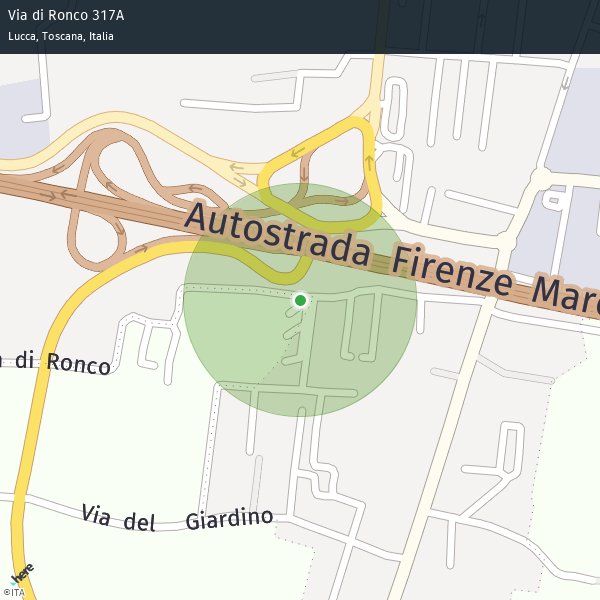 Via di Ronco 317A
Lucca, Toscana, Italia
Autostrada Firenze Mare
di Ronco
Via del Giardino
here
©ITA